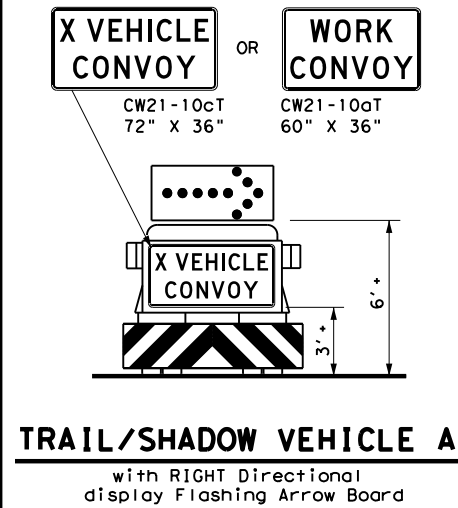 X VEHICLE
CONVOY
OR
WORK
CONVOY
CW21-10cT
72" X 36"
CW21-10aT
60" X 36"
X VEHICLE
CONVOY
6' +
3' +
TRAIL/SHADOW VEHICLE A
with RIGHT Directional
display Flashing Arrow Board